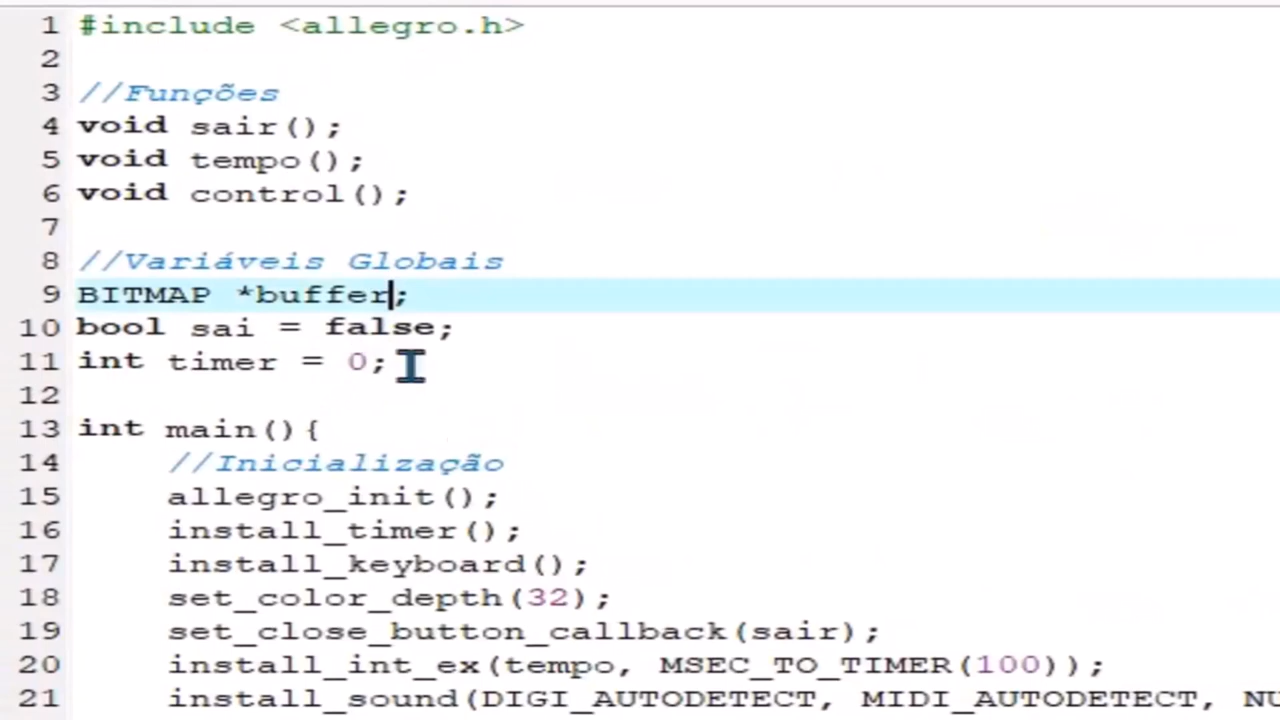 1 #include <allegro.h>
2
3 //Funções
4 void sair();
5 void tempo();
6 void control();
7
8 //Variáveis Globais
9 BITMAP *buffer;
10 bool sai = false;
11 int timer = 0;
12
13 int main(){
14 //Inicialização
15 allegro_init();
16 install_timer();
17 install_keyboard();
18 set_color_depth(32);
19 set_close_button_callback(sair);
20 install_int_ex(tempo, MSEC_TO_TIMER(100));
21 install_sound(DIGI_AUTODETECT, MIDI_AUTODETECT, NU